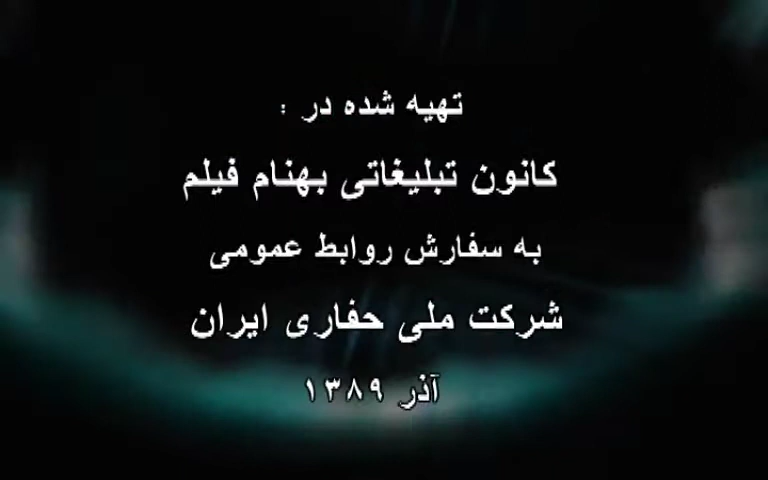 تهیه شده در :
کانون تبلیغاتی بهنام فیلم
به سفارش روابط عمومی
شرکت ملی حفاری ایران
آذر ۱۳۸۹